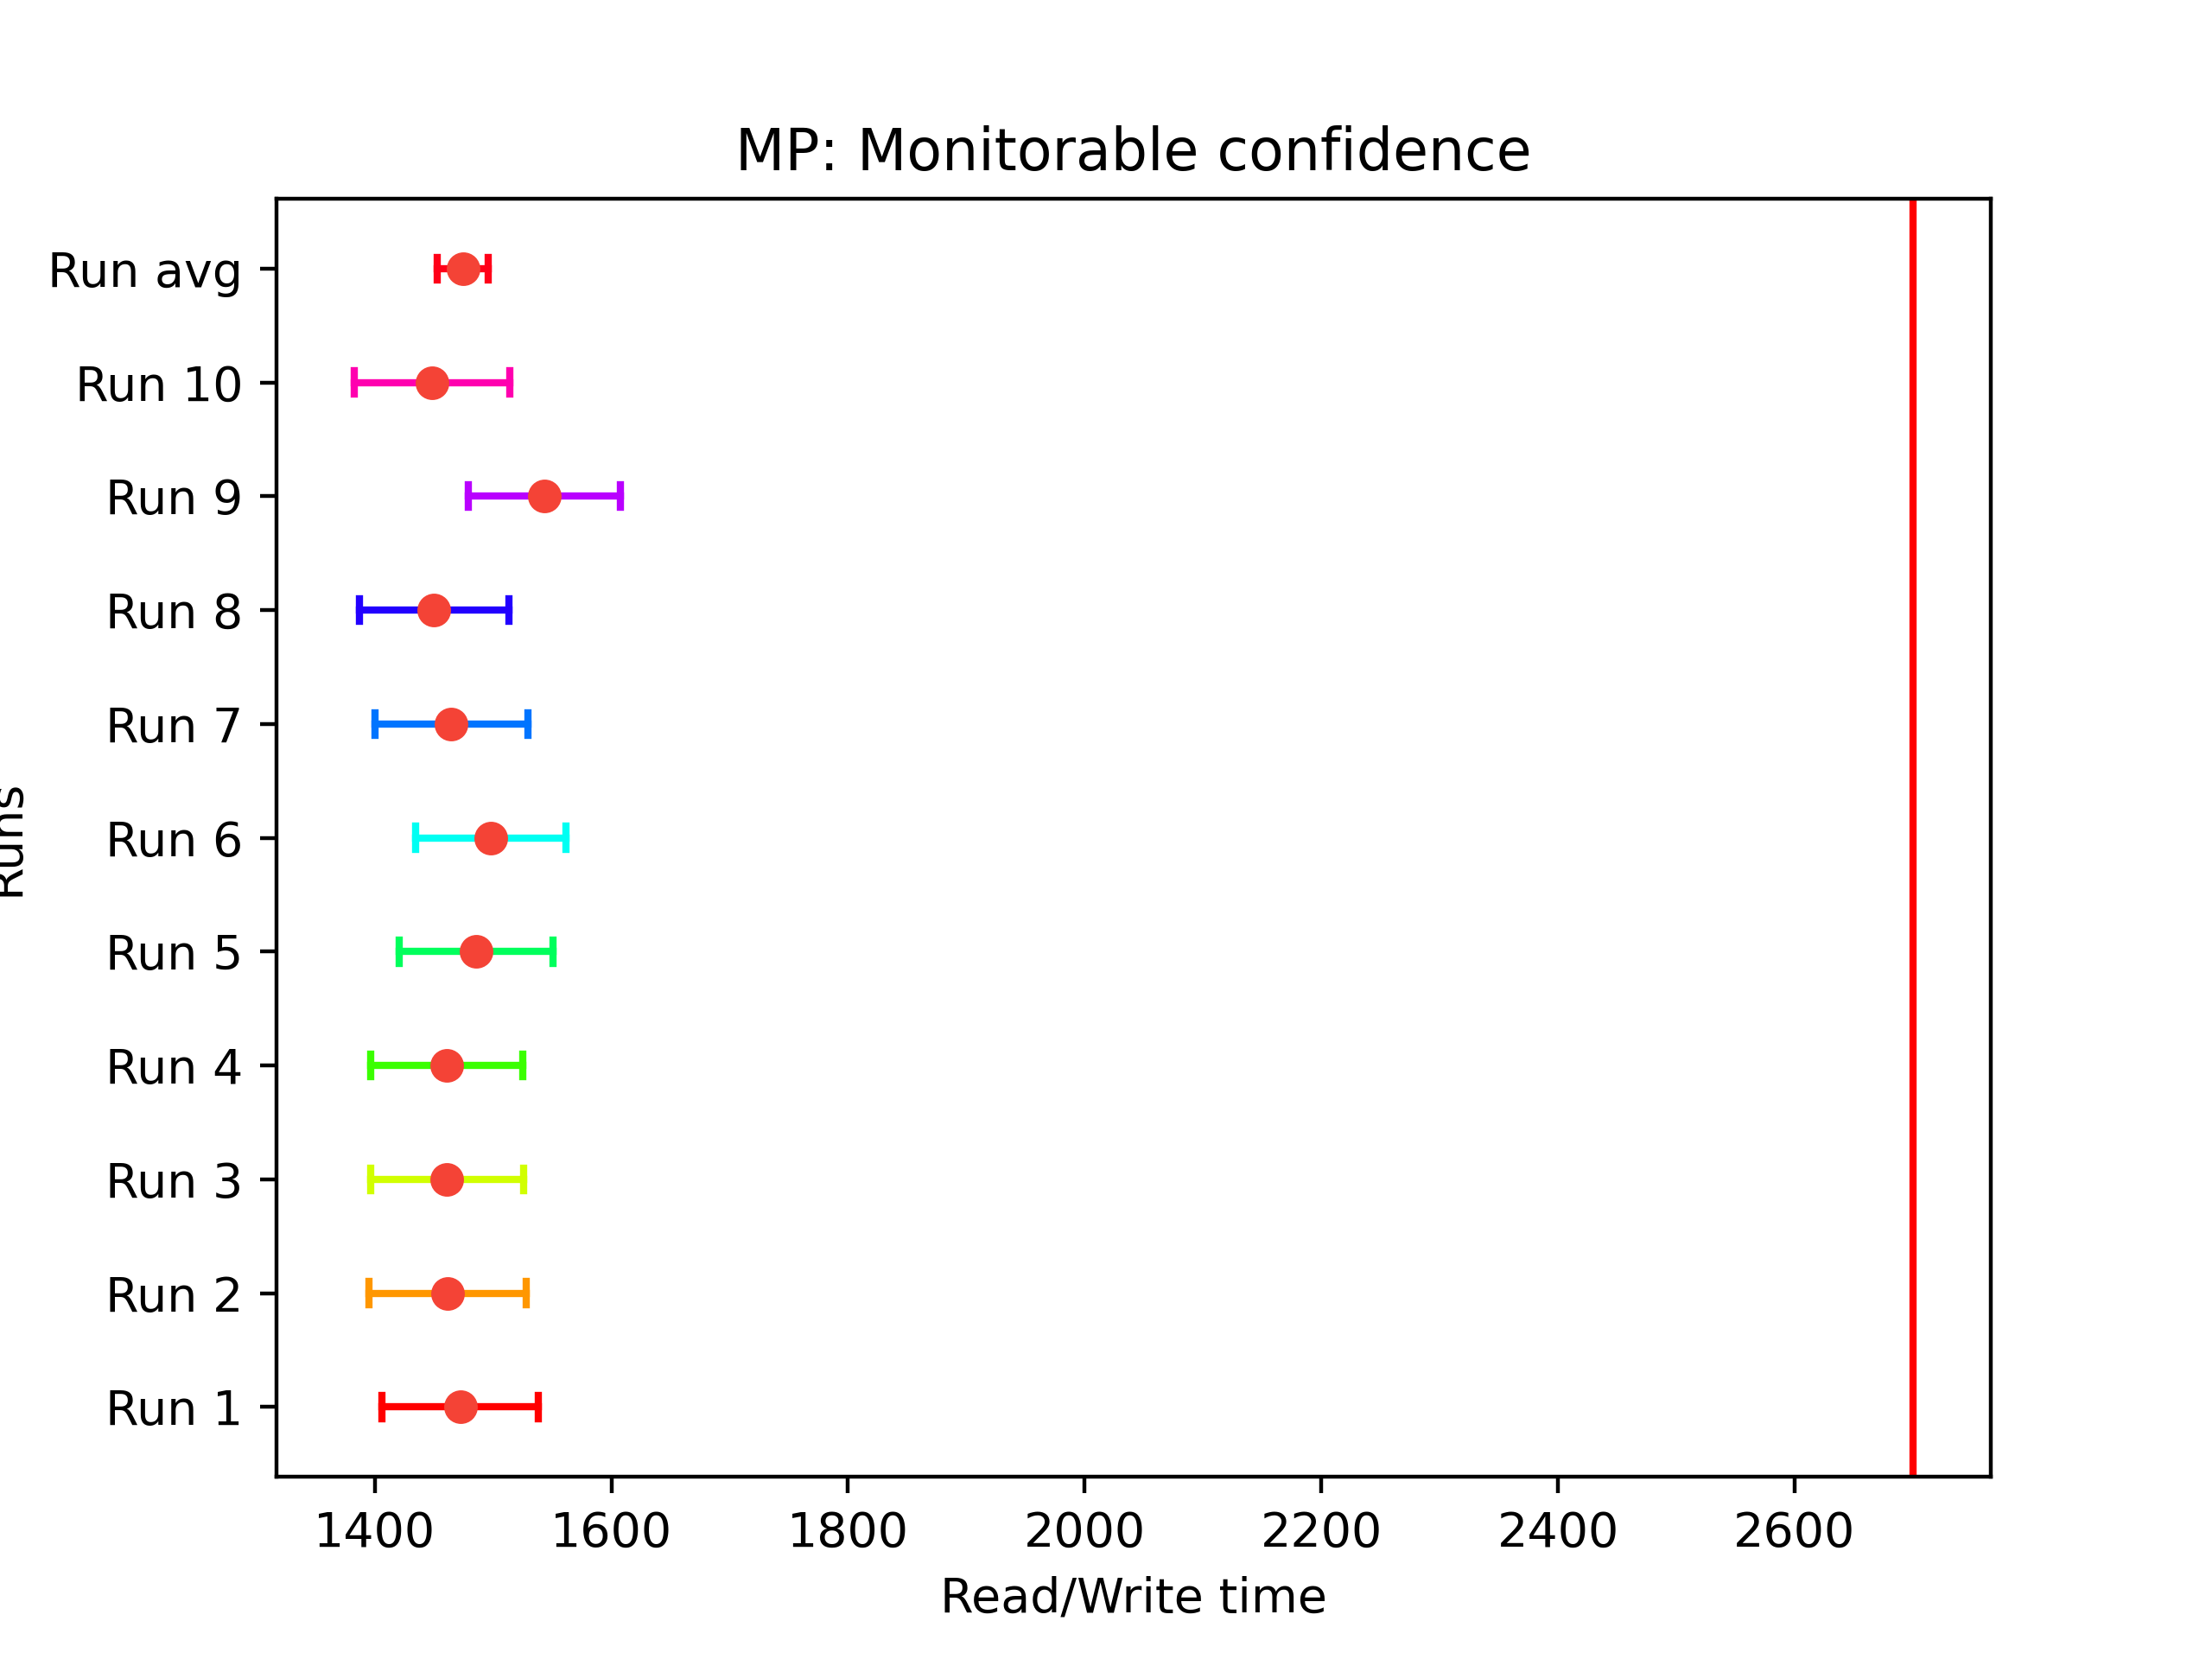 MP: Monitorable confidence
Run avg
Run 10
Run 9
Run 8
Run 7
Run 6
Run 5
Run 4
Run 3
Run 2
Run 1
Runs
1400 1600 1800 2000 2200 2400 2600
Read/Write time